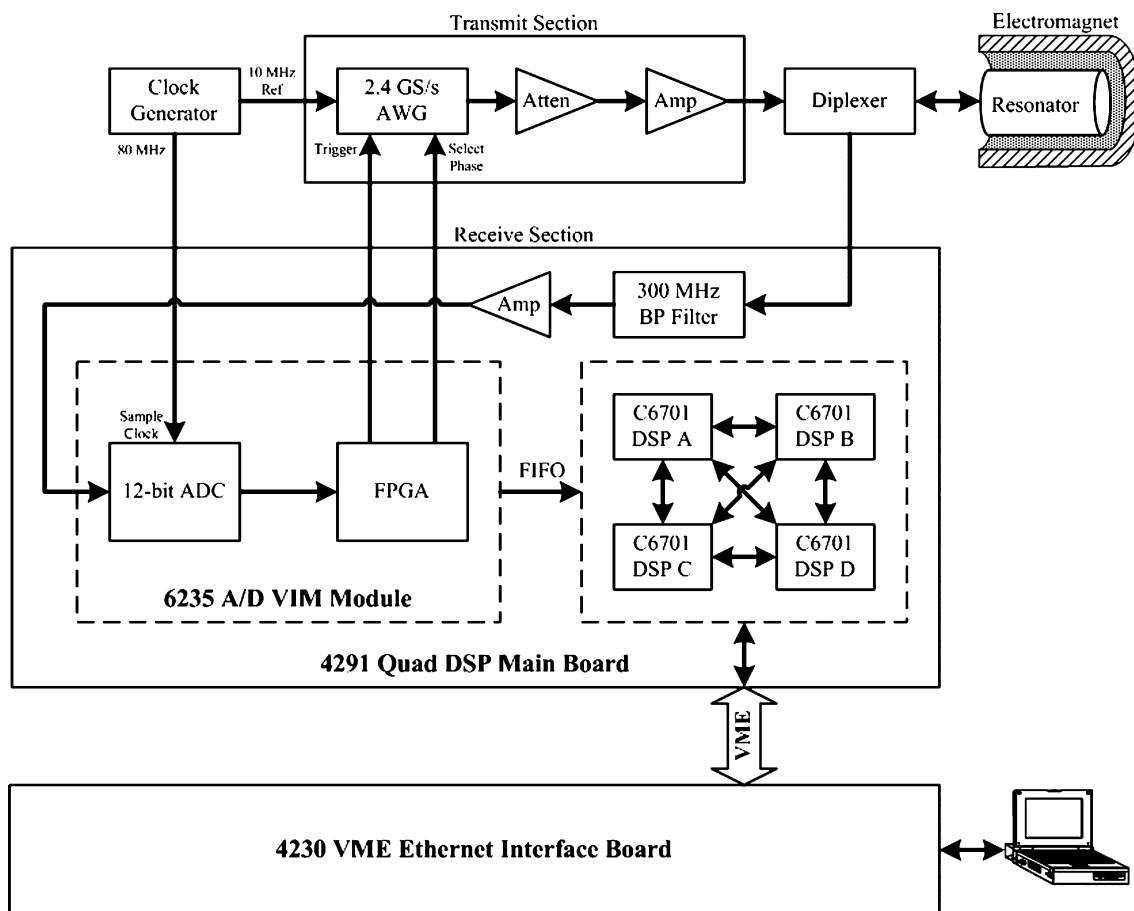 Transmit Section
Electromagnet
Clock
Generator
10 MHz
Ref
2.4 GS/s
AWG
Atten
Amp
Diplexer
Resonator
80 MHz
Trigger
Select
Phase
Receive Section
Amp
300 MHz
BP Filter
Sample
Clock
12-bit ADC
FPGA
FIFO
C6701
DSP A
C6701
DSP B
C6701
DSP C
C6701
DSP D
6235 A/D VIM Module
4291 Quad DSP Main Board
VME
4230 VME Ethernet Interface Board